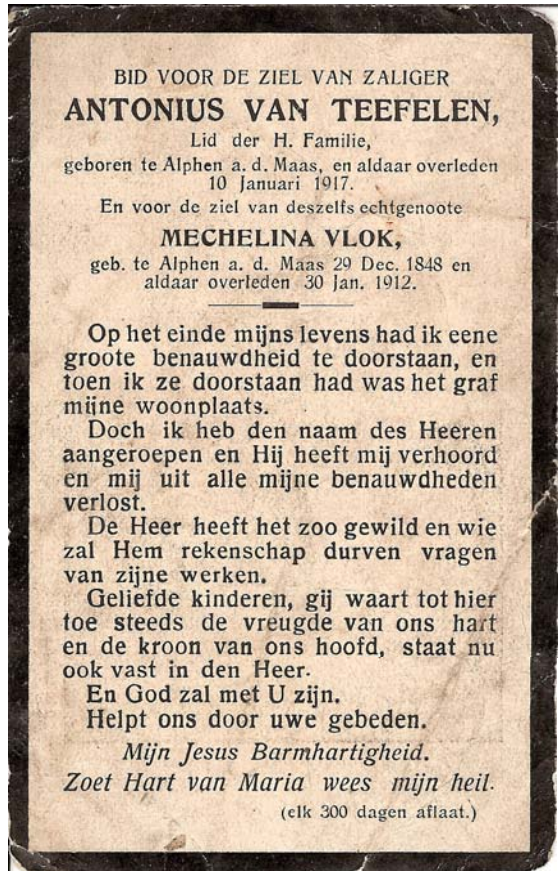 BID VOOR DE ZIEL VAN ZALIGER
ANTONIUS VAN TEEFELEN,
Lid der H. Familie,
geboren te Alphen a. d. Maas, en aldaar overleden
10 Januari 1917.
En voor de ziel van deszelfs echtgenoote
MECHELINA VLOK,
geb. te Alphen a. d. Maas 29 Dec. 1848 en
aldaar overleden 30 Jan. 1912.
Op het einde mijns levens had ik eene
groote benauwdheid te doorstaan, en
toen ik ze doorstaan had was het graf
mijne woonplaats.
Doch ik heb den naam des Heeren
aangeroepen en Hij heeft mij verhoord
en mij uit alle mijne benauwdheden
verlost.
De Heer heeft het zoo gewild en wie
zal Hem rekenschap durven vragen
van zijne werken.
Geliefde kinderen, gij waart tot hier
toe steeds de vreugde van ons hart
en de kroon van ons hoofd, staat nu
ook vast in den Heer.
En God zal met U zijn.
Helpt ons door uwe gebeden.
Mijn Jesus Barmhartigheid.
Zoet Hart van Maria wees mijn heil.
(elk 300 dagen aflaat.)